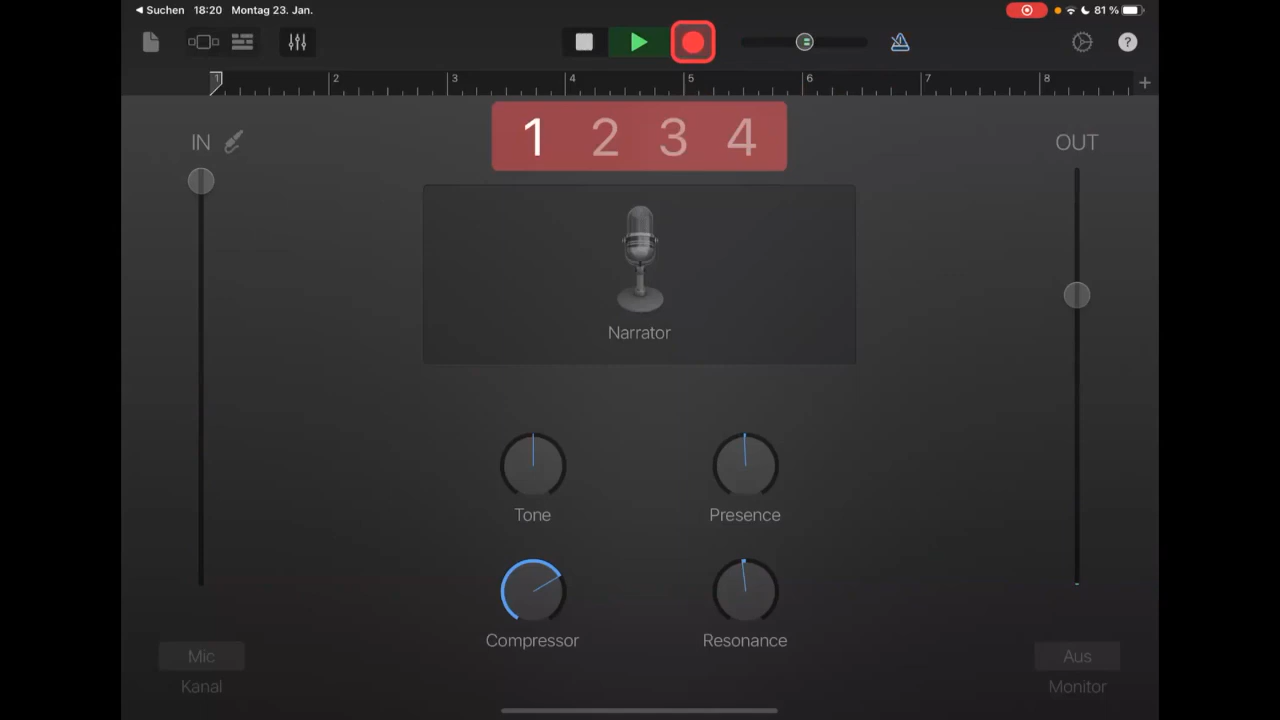 ◀ Suchen 18:20 Montag 23. Jan. 81 %
?
1 2 3 4 5 6 7 8 +
1 2 3 4
IN OUT
Narrator
Tone Presence
Compressor Resonance
Mic Aus
Kanal Monitor